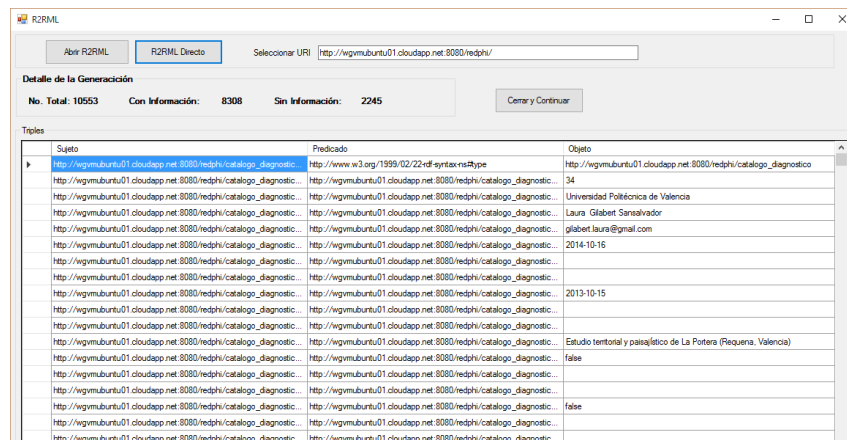 R2RML
Abrir R2RML R2RML Directo Seleccionar URI http://wgvmubuntu01.cloudapp.net:8080/redphi/
Detalle de la Generacición
No. Total: 10553 Con Información: 8308 Sin Información: 2245 Cerrar y Continuar
Triples
Sujeto Predicado Objeto
http://wgvmubuntu01.cloudapp.net:8080/redphi/catalogo_diagnostic... http://www.w3.org/1999/02/22-rdf-syntax-ns#type http://wgvmubuntu01.cloudapp.net:8080/redphi/catalogo_diagnostico
http://wgvmubuntu01.cloudapp.net:8080/redphi/catalogo_diagnostic... http://wgvmubuntu01.cloudapp.net:8080/redphi/catalogo_diagnostic... 34
http://wgvmubuntu01.cloudapp.net:8080/redphi/catalogo_diagnostic... http://wgvmubuntu01.cloudapp.net:8080/redphi/catalogo_diagnostic... Universidad Politécnica de Valencia
http://wgvmubuntu01.cloudapp.net:8080/redphi/catalogo_diagnostic... http://wgvmubuntu01.cloudapp.net:8080/redphi/catalogo_diagnostic... Laura Gilabert Sansalvador
http://wgvmubuntu01.cloudapp.net:8080/redphi/catalogo_diagnostic... http://wgvmubuntu01.cloudapp.net:8080/redphi/catalogo_diagnostic... gilabert.laura@gmail.com
http://wgvmubuntu01.cloudapp.net:8080/redphi/catalogo_diagnostic... http://wgvmubuntu01.cloudapp.net:8080/redphi/catalogo_diagnostic... 2014-10-16
http://wgvmubuntu01.cloudapp.net:8080/redphi/catalogo_diagnostic... http://wgvmubuntu01.cloudapp.net:8080/redphi/catalogo_diagnostic...
http://wgvmubuntu01.cloudapp.net:8080/redphi/catalogo_diagnostic... http://wgvmubuntu01.cloudapp.net:8080/redphi/catalogo_diagnostic...
http://wgvmubuntu01.cloudapp.net:8080/redphi/catalogo_diagnostic... http://wgvmubuntu01.cloudapp.net:8080/redphi/catalogo_diagnostic... 2013-10-15
http://wgvmubuntu01.cloudapp.net:8080/redphi/catalogo_diagnostic... http://wgvmubuntu01.cloudapp.net:8080/redphi/catalogo_diagnostic...
http://wgvmubuntu01.cloudapp.net:8080/redphi/catalogo_diagnostic... http://wgvmubuntu01.cloudapp.net:8080/redphi/catalogo_diagnostic...
http://wgvmubuntu01.cloudapp.net:8080/redphi/catalogo_diagnostic... http://wgvmubuntu01.cloudapp.net:8080/redphi/catalogo_diagnostic... Estudio territorial y paisajístico de La Portera (Requena, Valencia)
http://wgvmubuntu01.cloudapp.net:8080/redphi/catalogo_diagnostic... http://wgvmubuntu01.cloudapp.net:8080/redphi/catalogo_diagnostic... false
http://wgvmubuntu01.cloudapp.net:8080/redphi/catalogo_diagnostic... http://wgvmubuntu01.cloudapp.net:8080/redphi/catalogo_diagnostic...
http://wgvmubuntu01.cloudapp.net:8080/redphi/catalogo_diagnostic... http://wgvmubuntu01.cloudapp.net:8080/redphi/catalogo_diagnostic...
http://wgvmubuntu01.cloudapp.net:8080/redphi/catalogo_diagnostic... http://wgvmubuntu01.cloudapp.net:8080/redphi/catalogo_diagnostic... false
http://wgvmubuntu01.cloudapp.net:8080/redphi/catalogo_diagnostic... http://wgvmubuntu01.cloudapp.net:8080/redphi/catalogo_diagnostic...
http://wgvmubuntu01.cloudapp.net:8080/redphi/catalogo_diagnostic... http://wgvmubuntu01.cloudapp.net:8080/redphi/catalogo_diagnostic...